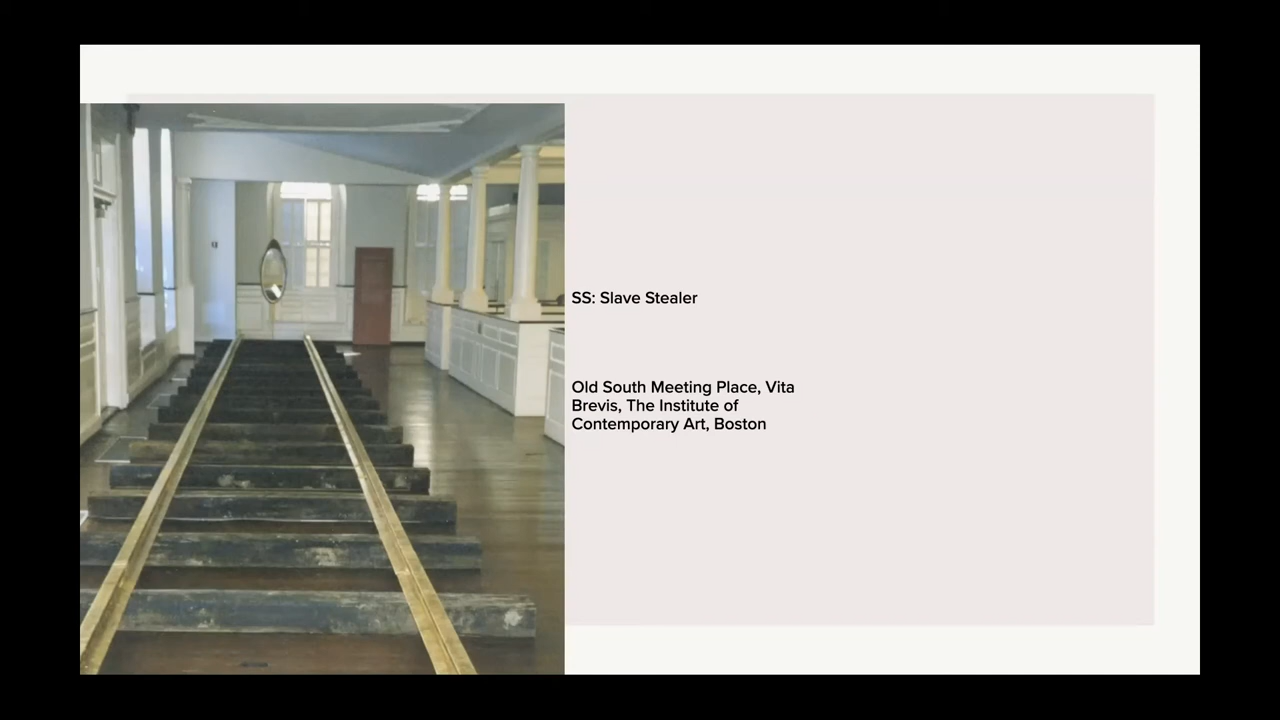 SS: Slave Stealer
Old South Meeting Place, Vita
Brevis, The Institute of
Contemporary Art, Boston